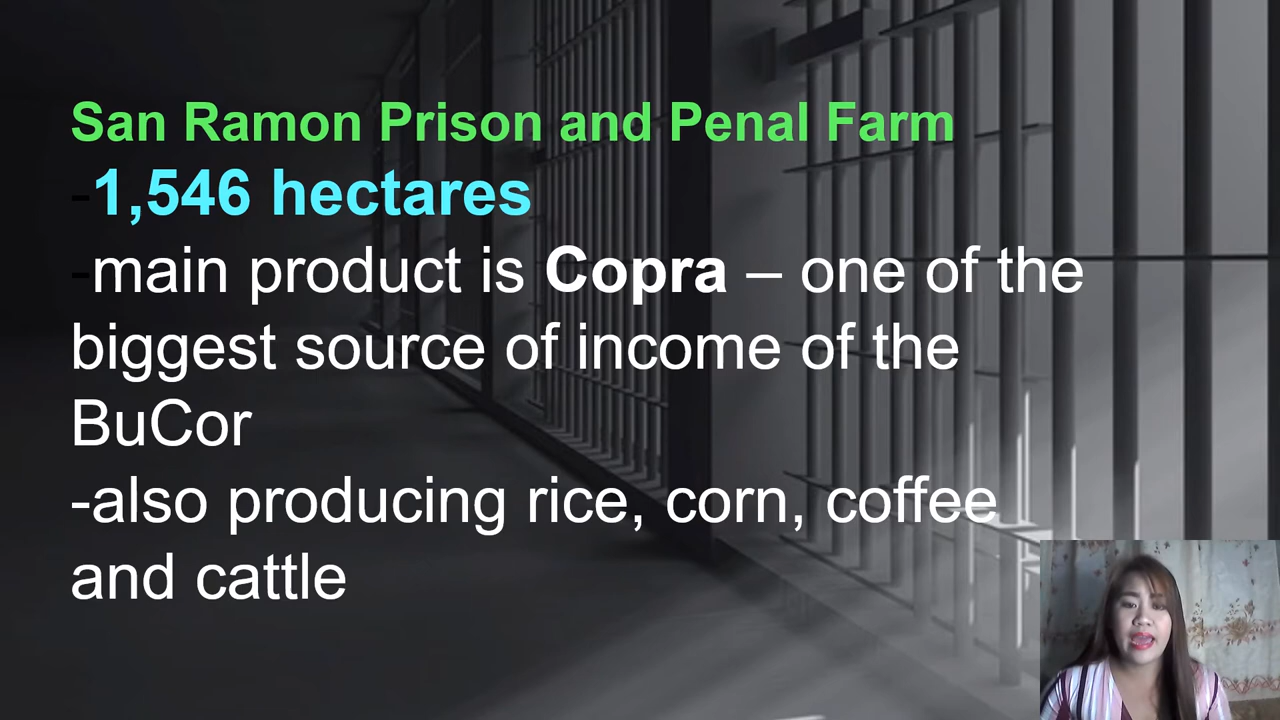 San Ramon Prison and Penal Farm
-1,546 hectares
-main product is Copra – one of the
biggest source of income of the
BuCor
-also producing rice, corn, coffee
and cattle